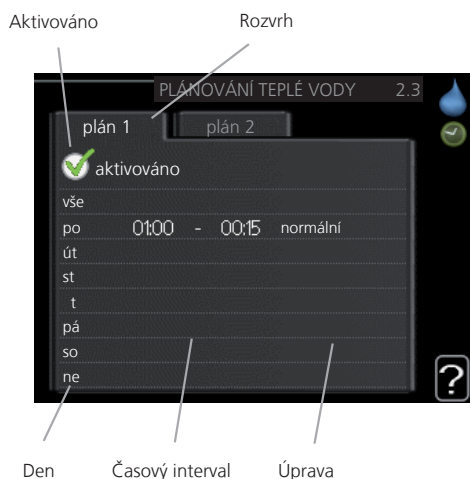 Aktivováno Rozvrh
PLÁNOVÁNÍ TEPLÉ VODY 2.3
plán 1 plán 2
aktivováno
vše
po 01:00 - 00:15 normální
út
st
t
pá
so
ne
?
Den Časový interval Úprava